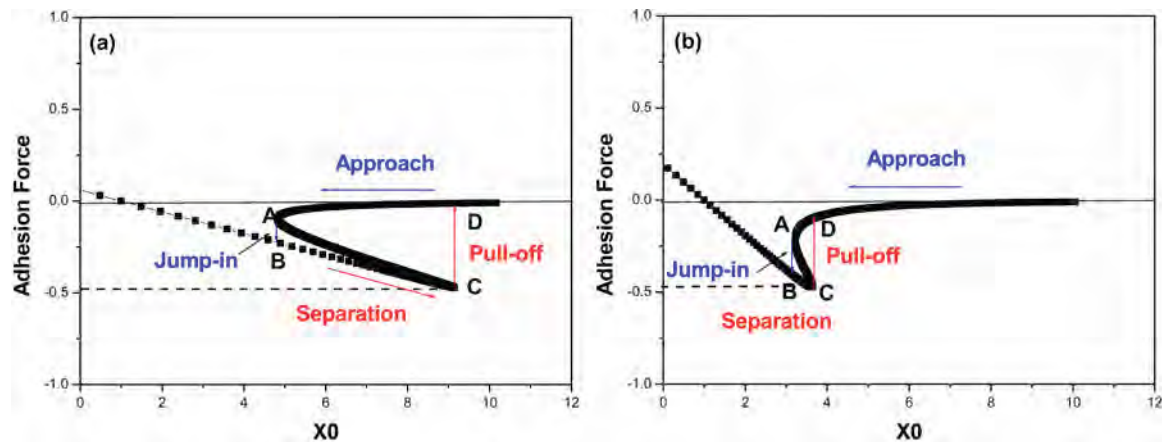 (a)
1.0
0.5
0.0
-0.5
-1.0
Adhesion Force
Approach
A
D
Jump-in
B
Pull-off
C
Separation
0 2 4 6 8 10 12
X0
(b)
1.0
0.5
0.0
-0.5
-1.0
Adhesion Force
Approach
A
D
Jump-in
Pull-off
B C
Separation
0 2 4 6 8 10 12
X0